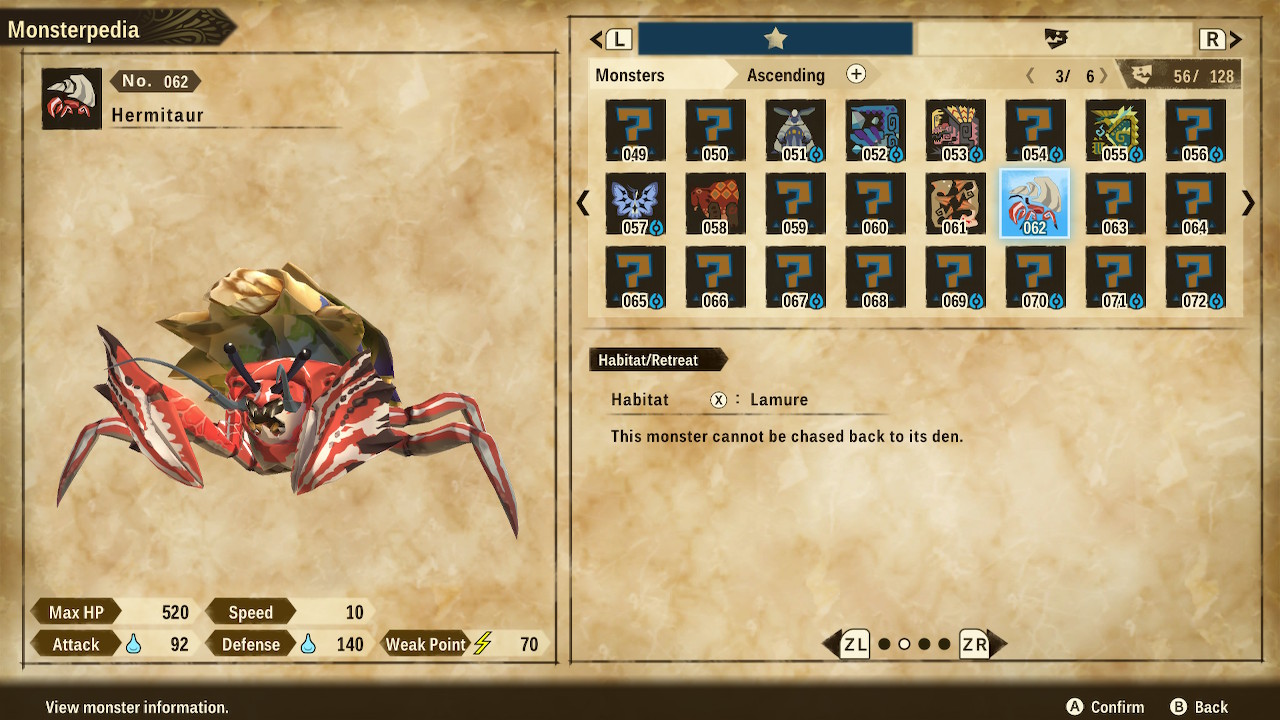 Monsterpedia
No. 062
Hermitaur
Max HP 520 Speed 10
Attack 92 Defense 140 Weak Point 70
L R
Monsters Ascending 3/ 6 56/ 128
049 050 051 052 053 054 055 056
057 058 059 060 061 062 063 064
065 066 067 068 069 070 071 072
Habitat/Retreat
Habitat X : Lamure
This monster cannot be chased back to its den.
ZL ZR
View monster information.
A Confirm B Back